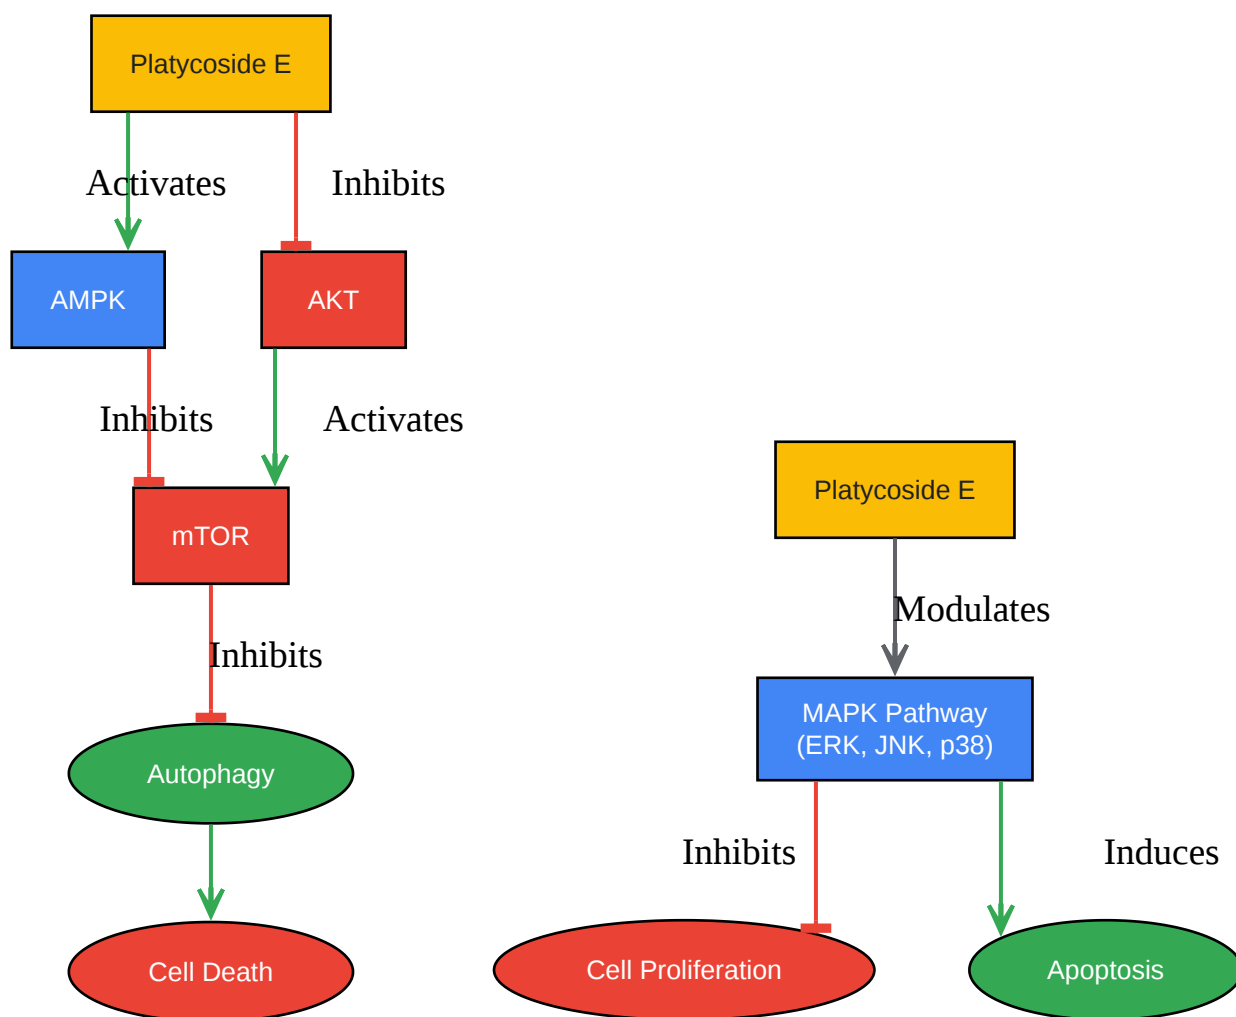 Platycoside E
Activates
Inhibits
AMPK
AKT
Inhibits
Activates
mTOR
Inhibits
Autophagy
Cell Death
Platycoside E
Modulates
MAPK Pathway
(ERK, JNK, p38)
Inhibits
Induces
Cell Proliferation
Apoptosis